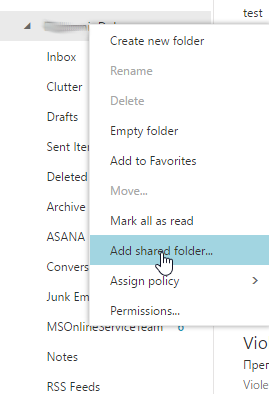 test
Create new folder
Inbox
Rename
Clutter
Delete
Drafts
Empty folder
Sent Iter
Add to Favorites
Deleted
Move...
Archive
Mark all as read
ASANA
Add shared folder...
Convers
Assign policy
Junk Em
Permissions...
MSOnlineServiceTeam
Notes
Vio
Прег
RSS Feeds
Viole